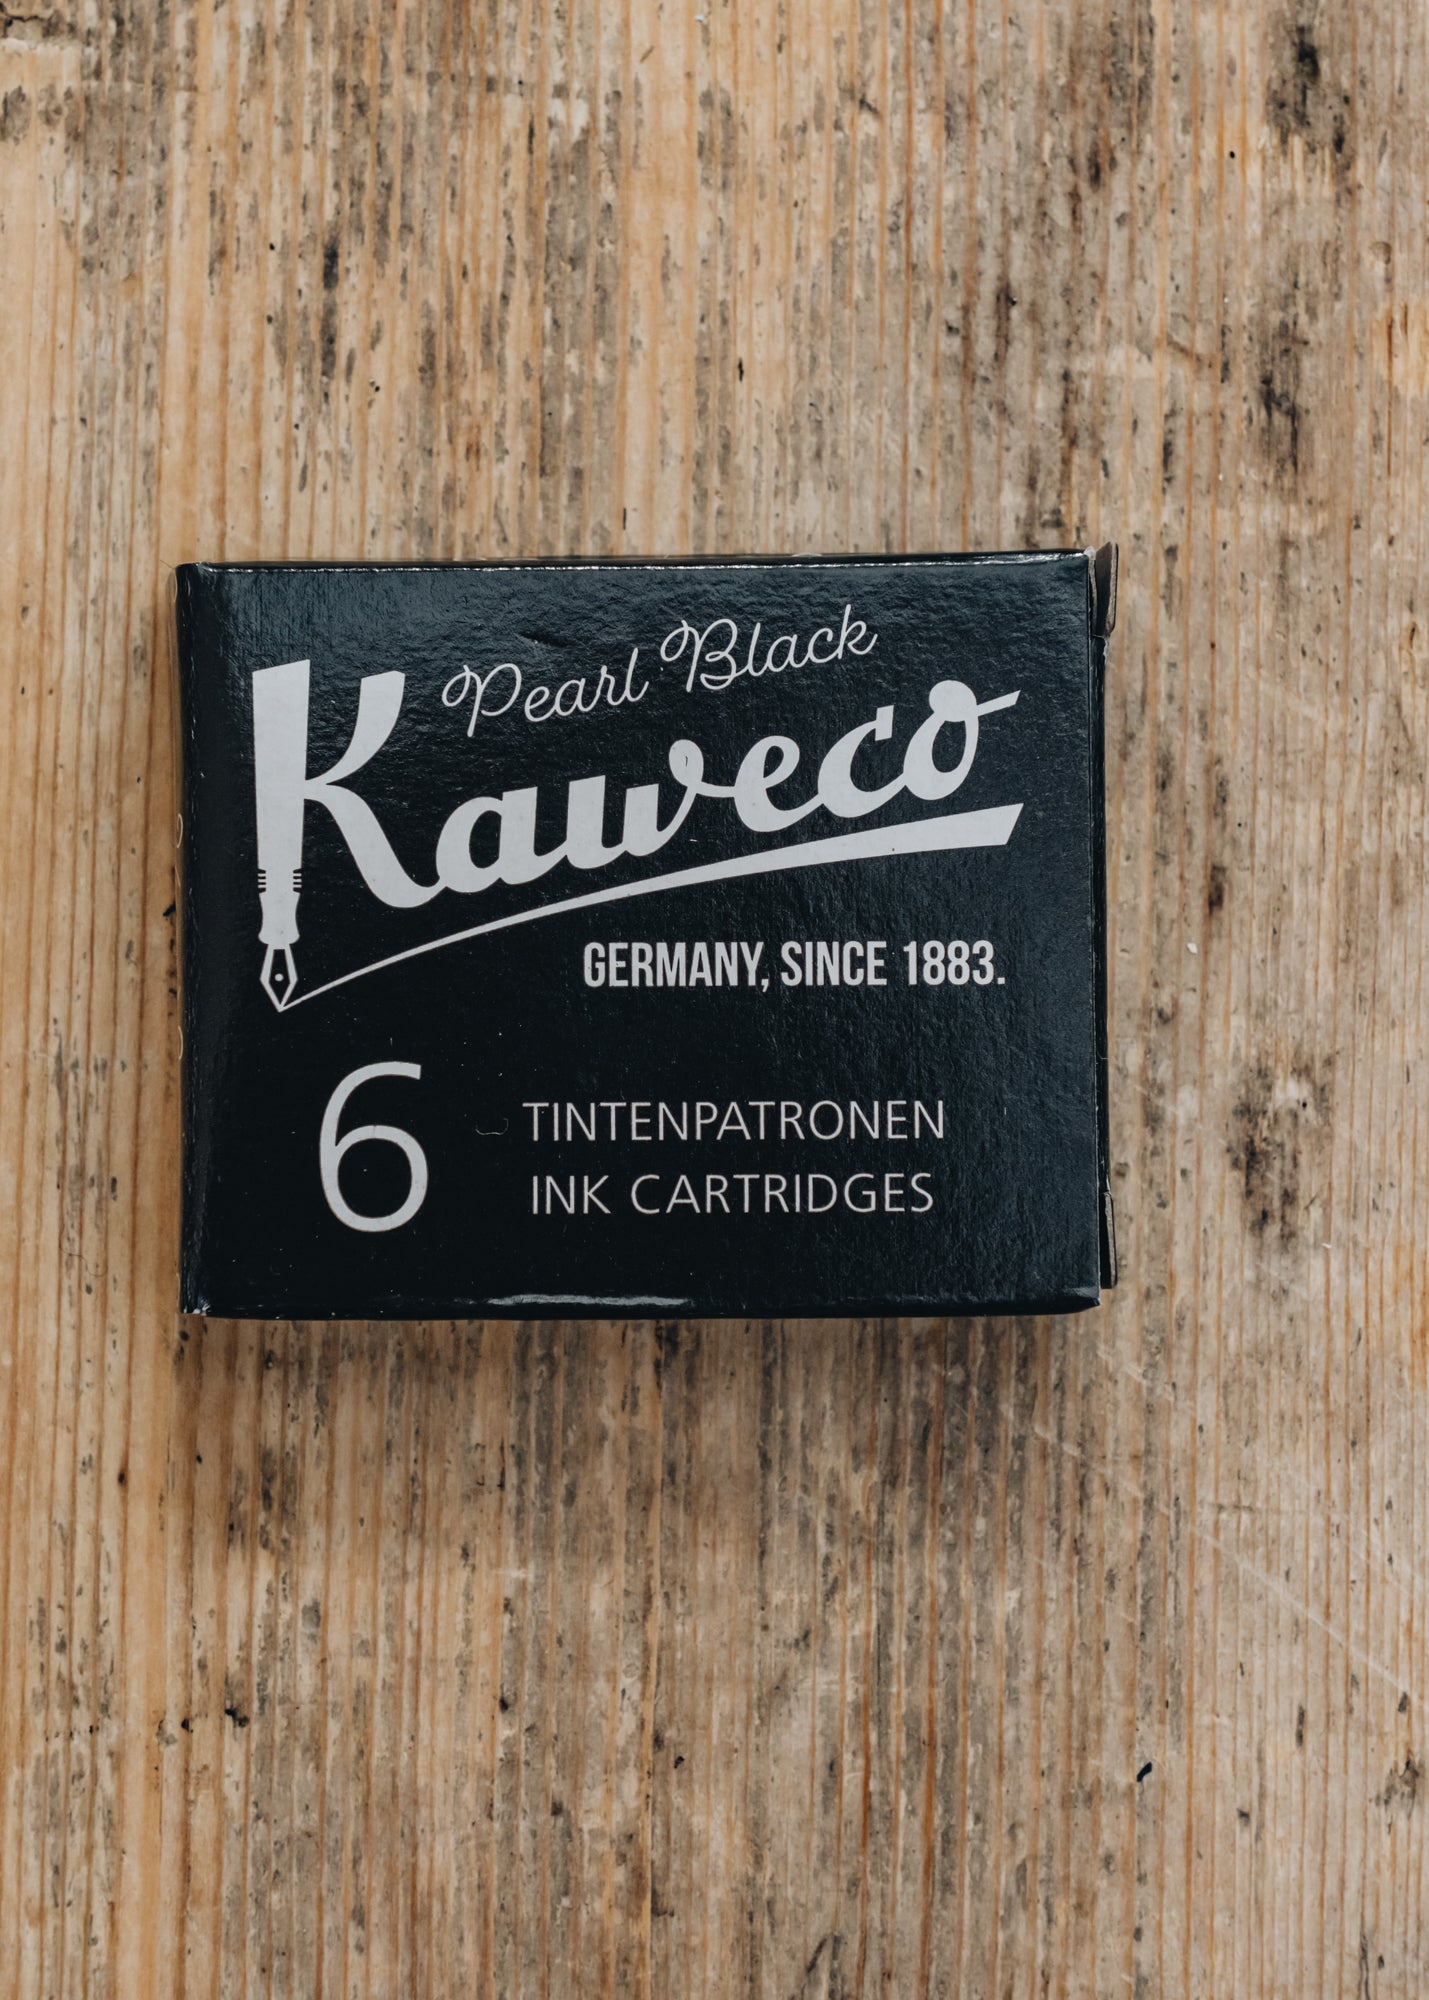 Pearl Black
Kaweco
GERMANY, SINCE 1883.
6
TINTENPATRONEN
INK CARTRIDGES